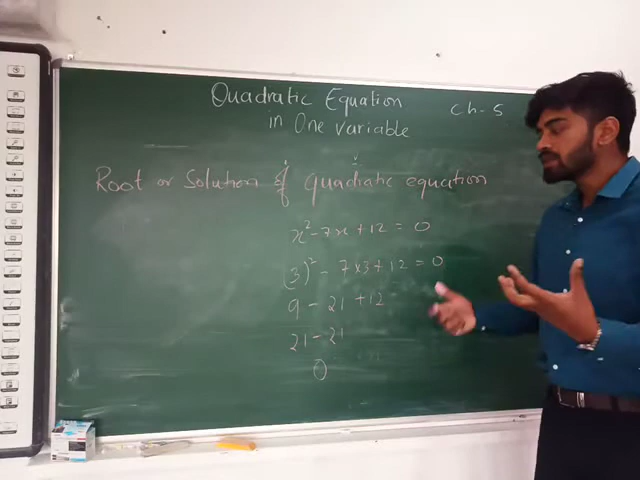 Quadratic Equation Ch-5
in One variable
Root or Solution of quadratic equation
x² - 7x + 12 = 0
(3)² - 7x3 + 12 = 0
9 - 21 + 12
21 - 21
0